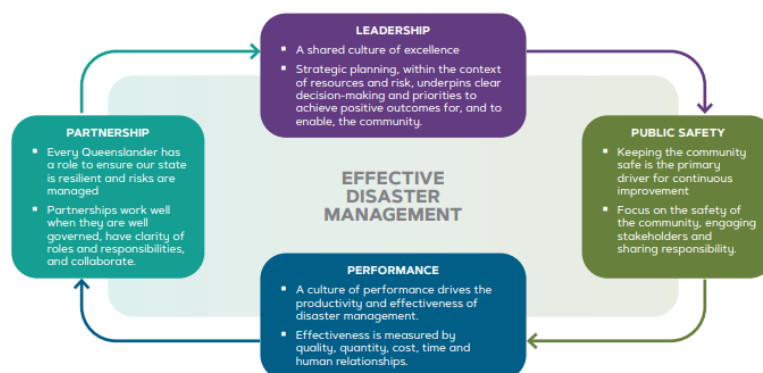 LEADERSHIP
▪ A shared culture of excellence
▪ Strategic planning, within the context
of resources and risk, underpins clear
decision-making and priorities to
achieve positive outcomes for, and to
enable, the community.
PARTNERSHIP
▪ Every Queenslander has
a role to ensure our state
is resilient and risks are
managed
▪ Partnerships work well
when they are well
governed, have clarity of
roles and responsibilities,
and collaborate.
EFFECTIVE
DISASTER
MANAGEMENT
PUBLIC SAFETY
▪ Keeping the community
safe is the primary
driver for continuous
improvement
▪ Focus on the safety of
the community, engaging
stakeholders and
sharing responsibility.
PERFORMANCE
▪ A culture of performance drives the
productivity and effectiveness of
disaster management.
▪ Effectiveness is measured by
quality, quantity, cost, time and
human relationships.